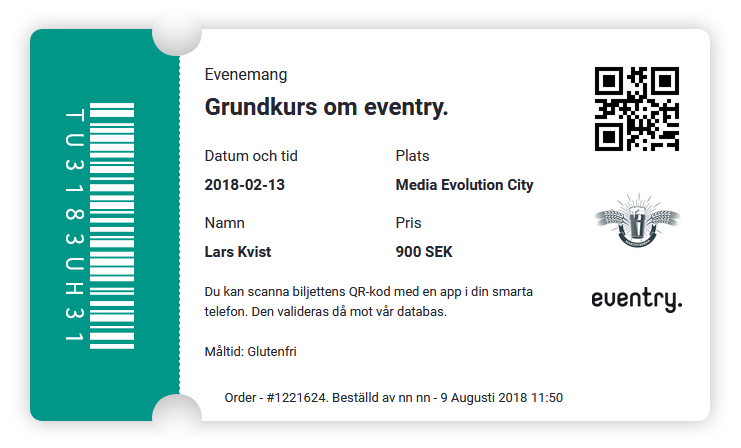 TU3183UH31
Evenemang
Grundkurs om eventry.
Datum och tid
Plats
2018-02-13
Media Evolution City
Namn
Pris
Lars Kvist
900 SEK
Du kan scanna biljettens QR-kod med en app i din smarta
telefon. Den valideras då mot vår databas.
Måltid: Glutenfri
Order - #1221624. Beställd av nn nn - 9 Augusti 2018 11:50
eventry.